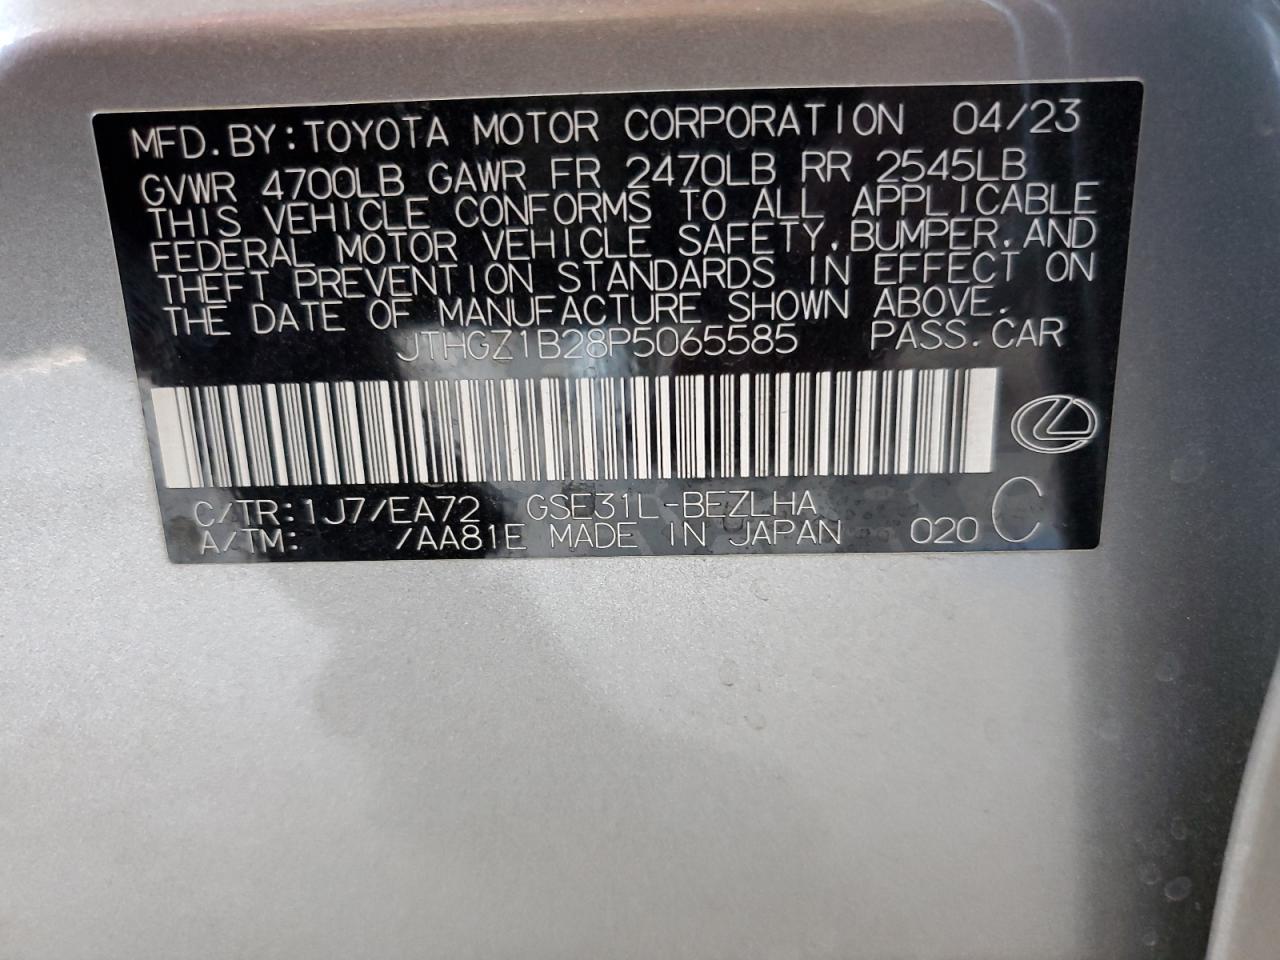 MFD. BY: TOYOTA MOTOR CORPORATION 04/23
GVWR 4700LB GAWR FR 2470LB RR 2545LB
THIS VEHICLE CONFORMS TO ALL APPLICABLE
FEDERAL MOTOR VEHICLE SAFETY, BUMPER, AND
THEFT PREVENTION STANDARDS IN EFFECT ON
THE DATE OF MANUFACTURE SHOWN ABOVE.
JTHGZ1B28P5065585 PASS. CAR
C/TR: 1J7/EA72 GSE31L-BEZLHA
A/TM: /AA81E MADE IN JAPAN 020 C